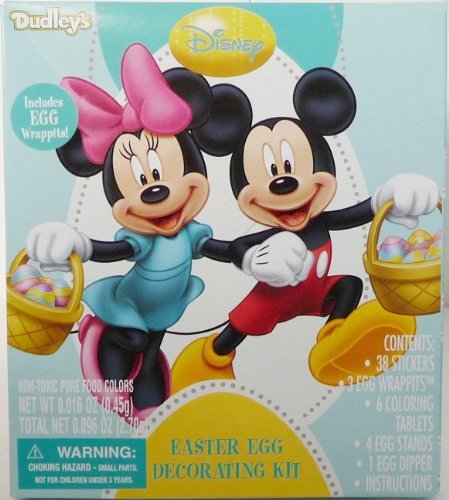 Dudley's
Disney
Includes
EGG
Wrappits!
CONTENTS:
• 38 STICKERS
• 3 EGG WRAPPITS™
• 6 COLORING
TABLETS
• 4 EGG STANDS
• 1 EGG DIPPER
• INSTRUCTIONS
NON-TOXIC PURE FOOD COLORS
NET WT 0.016 OZ (0.45g)
TOTAL NET 0.096 OZ (2.70
EASTER EGG
DECORATING KIT
WARNING:
CHOKING HAZARD - SMALL PARTS.
NOT FOR CHILDREN UNDER 3 YEARS.